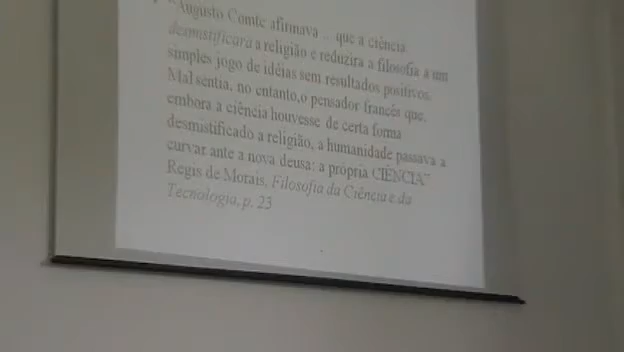 "Augusto Comte afirmava ... que a ciência
desmistificara a religião e reduzira a filosofia a um
simples jogo de idéias sem resultados positivos.
Mal sentia, no entanto,o pensador francês que,
embora a ciência houvesse de certa forma
desmistificado a religião, a humanidade passava a
curvar ante a nova deusa: a própria CIÊNCIA"
Regis de Morais, Filosofia da Ciência e da
Tecnologia, p. 23